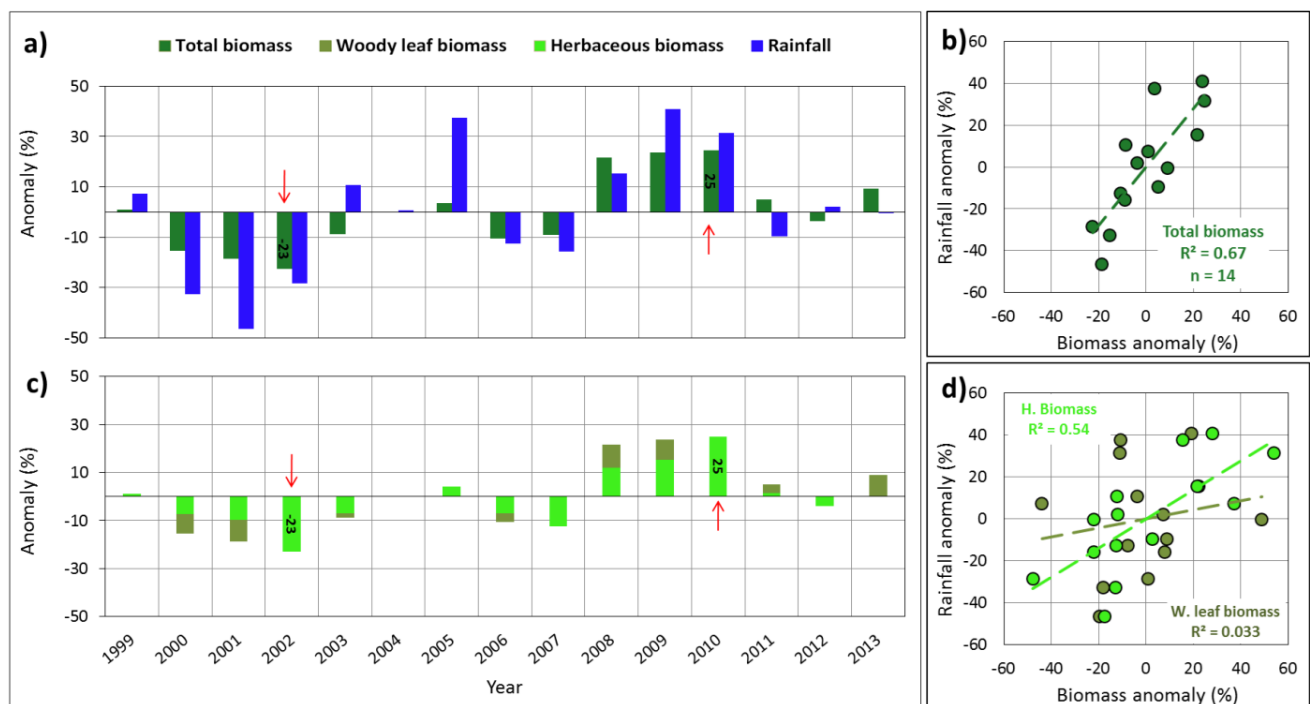 a)
Total biomass Woody leaf biomass Herbaceous biomass Rainfall
50
30
10
-10
-30
-50
Anomaly (%)
-23
25
c)
50
30
10
-10
-30
-50
Anomaly (%)
-23
25
1999 2000 2001 2002 2003 2004 2005 2006 2007 2008 2009 2010 2011 2012 2013
Year
b)
60
40
20
0
-20
-40
-60
Rainfall anomaly (%)
Total biomass
R² = 0.67
n = 14
-60 -40 -20 0 20 40 60
Biomass anomaly (%)
d)
60
40
20
0
-20
-40
-60
Rainfall anomaly (%)
H. Biomass
R² = 0.54
W. leaf biomass
R² = 0.033
-60 -40 -20 0 20 40 60
Biomass anomaly (%)